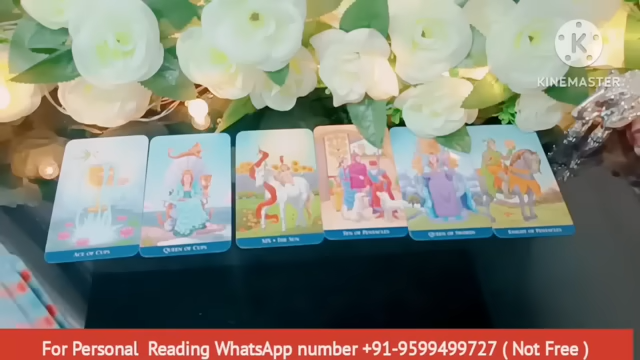 K
KINEMASTER
ACE OF CUPS
QUEEN OF CUPS
XIX • THE SUN
TEN OF PENTACLES
QUEEN OF SWORDS
KNIGHT OF PENTACLES
For Personal Reading WhatsApp number +91-9599499727 ( Not Free )